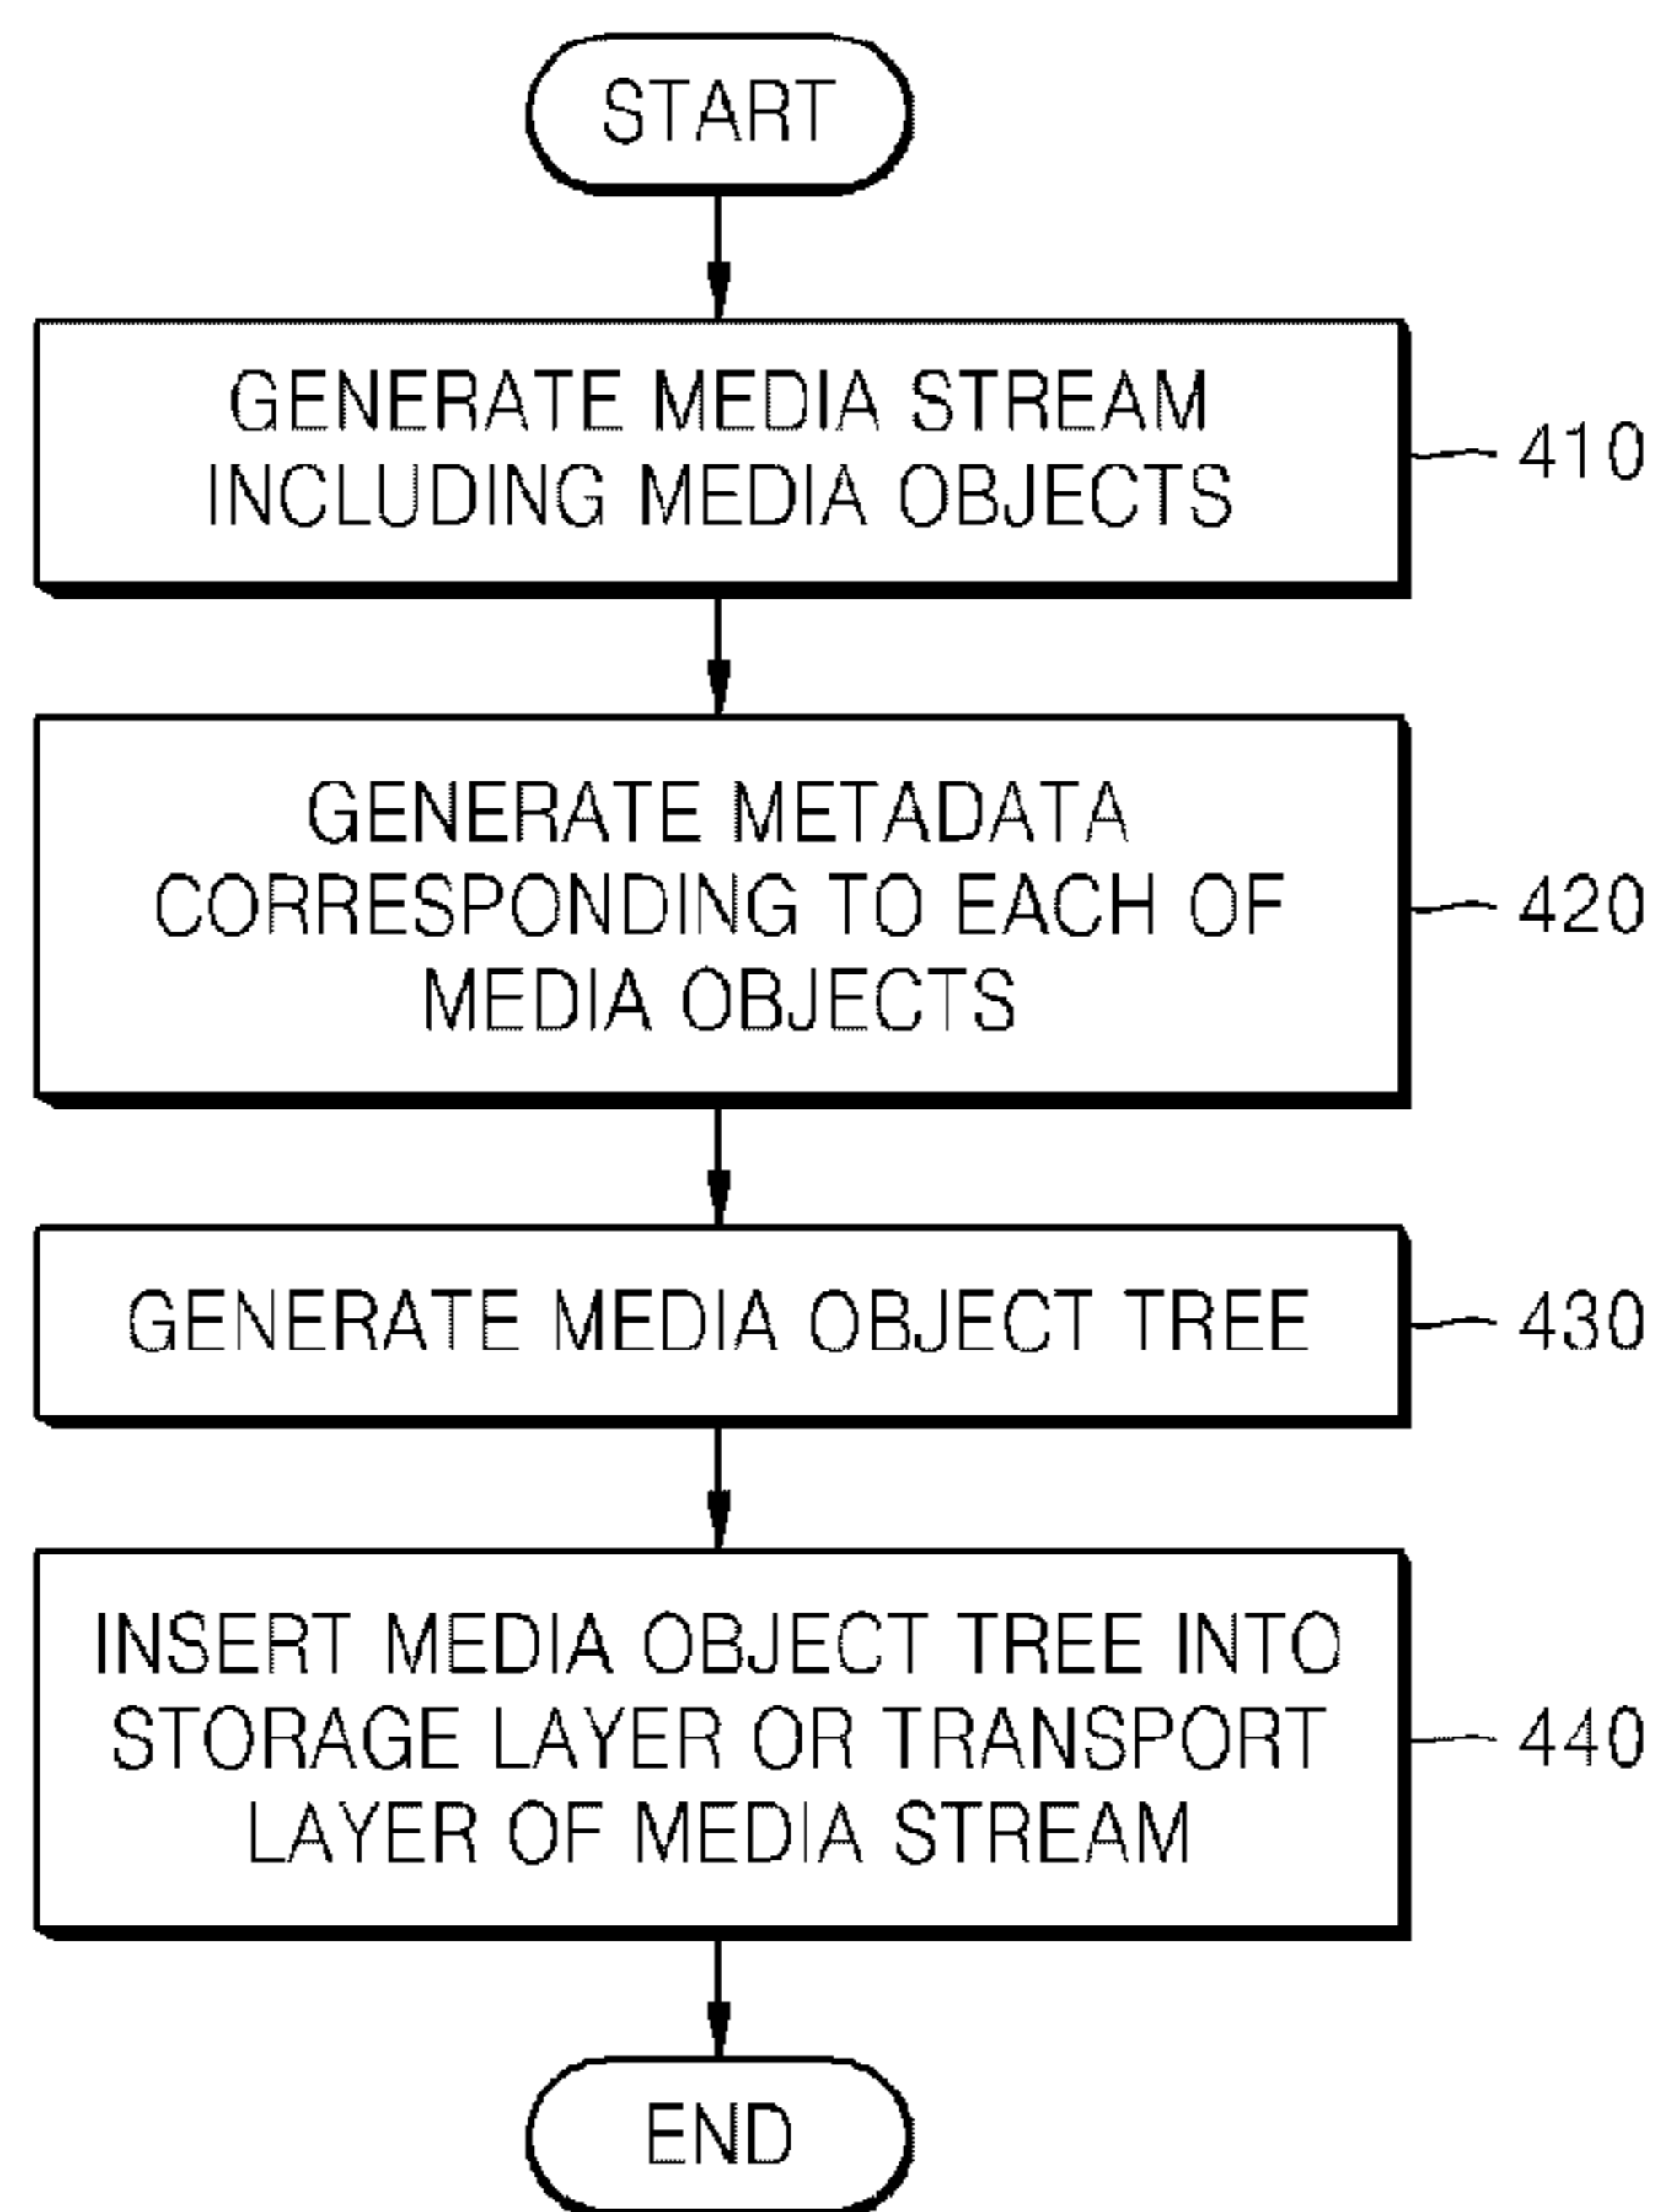 START
GENERATE MEDIA STREAM
INCLUDING MEDIA OBJECTS
410
GENERATE METADATA
CORRESPONDING TO EACH OF
MEDIA OBJECTS
420
GENERATE MEDIA OBJECT TREE
430
INSERT MEDIA OBJECT TREE INTO
STORAGE LAYER OR TRANSPORT
LAYER OF MEDIA STREAM
440
END